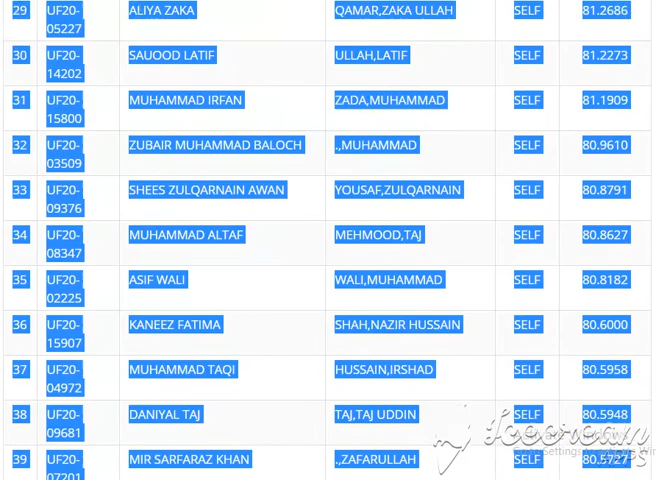 29 UF20- ALIYA ZAKA QAMAR,ZAKA ULLAH SELF 81.2686
05227
30 UF20- SAUOOD LATIF ULLAH,LATIF SELF 81.2273
14202
31 UF20- MUHAMMAD IRFAN ZADA,MUHAMMAD SELF 81.1909
15800
32 UF20- ZUBAIR MUHAMMAD BALOCH .,MUHAMMAD SELF 80.9610
03509
33 UF20- SHEES ZULQARNAIN AWAN YOUSAF,ZULQARNAIN SELF 80.8791
09376
34 UF20- MUHAMMAD ALTAF MEHMOOD,TAJ SELF 80.8627
08347
35 UF20- ASIF WALI WALI,MUHAMMAD SELF 80.8182
02225
36 UF20- KANEEZ FATIMA SHAH,NAZIR HUSSAIN SELF 80.6000
15907
37 UF20- MUHAMMAD TAQI HUSSAIN,IRSHAD SELF 80.5958
04972
38 UF20- DANIYAL TAJ TAJ,TAJ UDDIN SELF 80.5948
09681
Icecream
39 UF20- MIR SARFARAZ KHAN .,ZAFARULLAH SELF 80.5727
07201